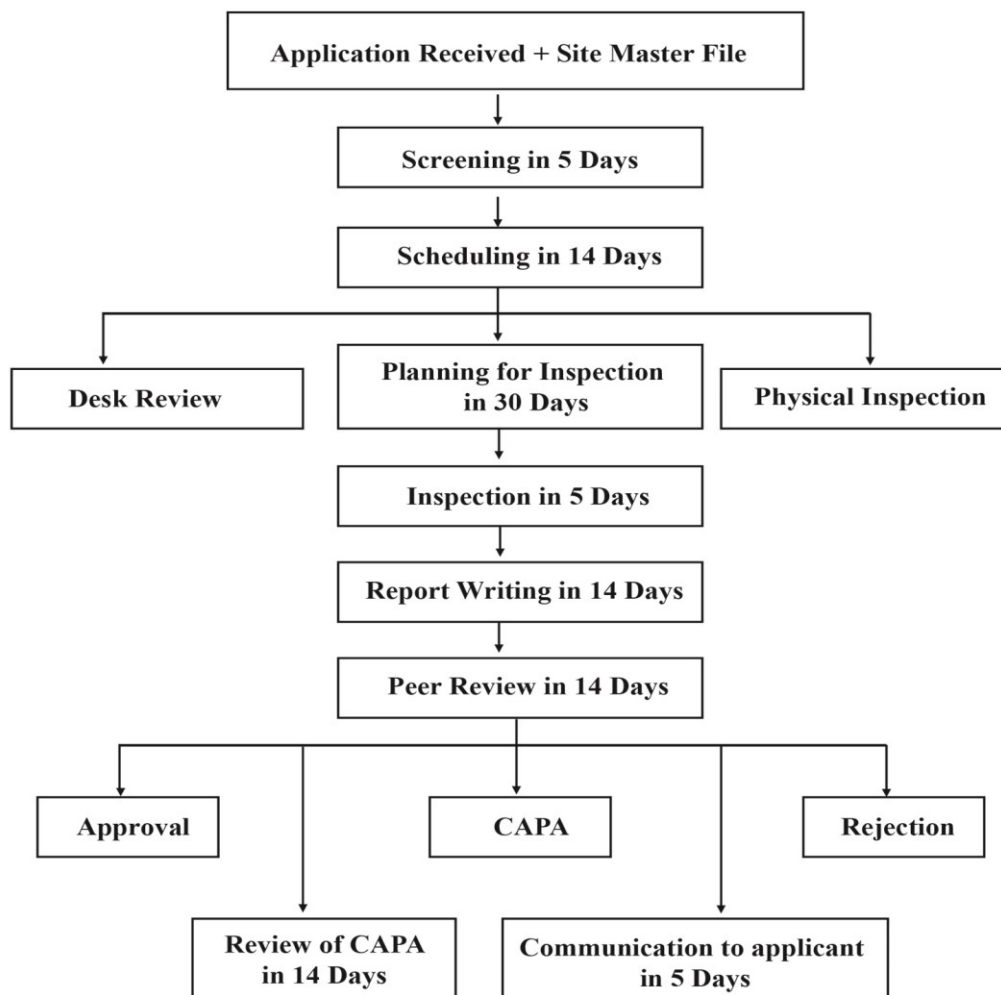 Application Received + Site Master File
Screening in 5 Days
Scheduling in 14 Days
Desk Review
Planning for Inspection
in 30 Days
Physical Inspection
Inspection in 5 Days
Report Writing in 14 Days
Peer Review in 14 Days
Approval
CAPA
Rejection
Review of CAPA
in 14 Days
Communication to applicant
in 5 Days